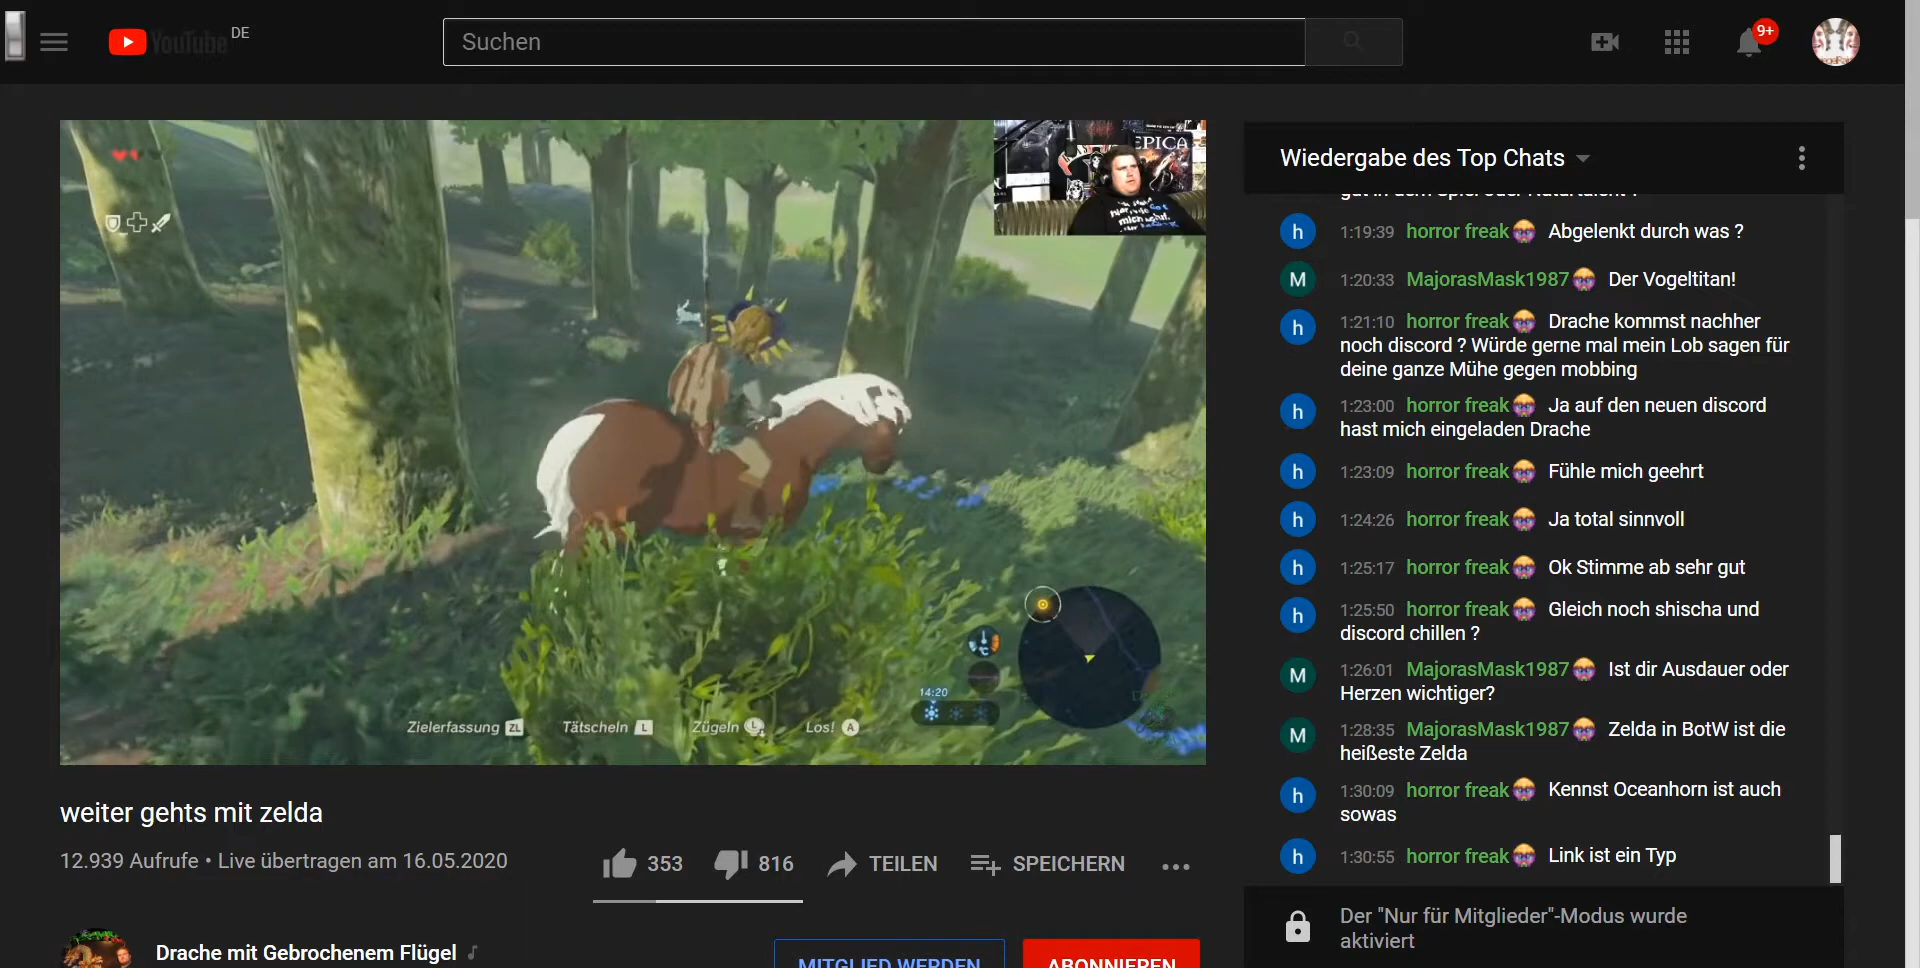 YouTube DE
Suchen
9+
EPICA
Zielerfassung ZL
Tätscheln L
Zügeln L
Los! A
14:20
°C
weiter gehts mit zelda
12.939 Aufrufe • Live übertragen am 16.05.2020
353
816
TEILEN
SPEICHERN
Drache mit Gebrochenem Flügel
MITGLIED WERDEN
ABONNIEREN
Wiedergabe des Top Chats
h 1:19:39 horror freak Abgelenkt durch was ?
M 1:20:33 MajorasMask1987 Der Vogeltitan!
h 1:21:10 horror freak Drache kommst nachher
noch discord ? Würde gerne mal mein Lob sagen für
deine ganze Mühe gegen mobbing
h 1:23:00 horror freak Ja auf den neuen discord
hast mich eingeladen Drache
h 1:23:09 horror freak Fühle mich geehrt
h 1:24:26 horror freak Ja total sinnvoll
h 1:25:17 horror freak Ok Stimme ab sehr gut
h 1:25:50 horror freak Gleich noch shischa und
discord chillen ?
M 1:26:01 MajorasMask1987 Ist dir Ausdauer oder
Herzen wichtiger?
M 1:28:35 MajorasMask1987 Zelda in BotW ist die
heißeste Zelda
h 1:30:09 horror freak Kennst Oceanhorn ist auch
sowas
h 1:30:55 horror freak Link ist ein Typ
Der "Nur für Mitglieder"-Modus wurde
aktiviert